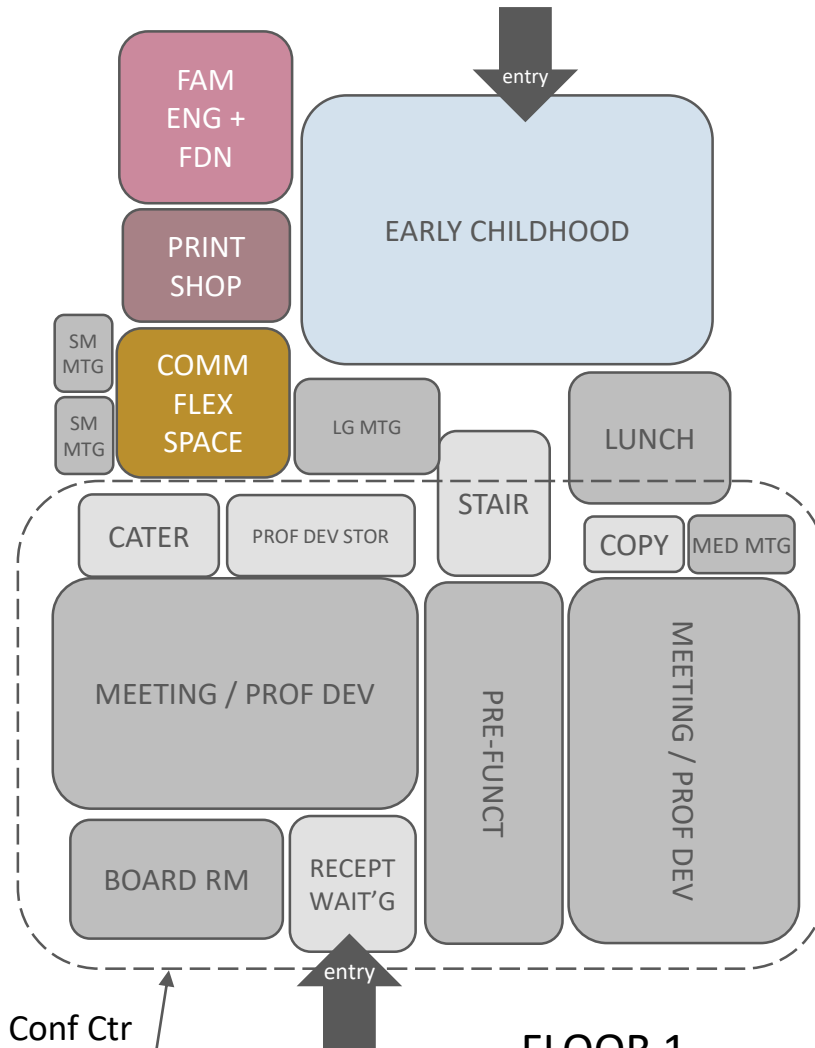 entry
FAM
ENG +
FDN
EARLY CHILDHOOD
PRINT
SHOP
SM
MTG
COMM
FLEX
SPACE
SM
MTG
LG MTG
LUNCH
STAIR
CATER
PROF DEV STOR
COPY
MED MTG
MEETING / PROF DEV
PRE-FUNCT
MEETING / PROF DEV
BOARD RM
RECEPT
WAIT'G
entry
Conf Ctr
FLOOR 1